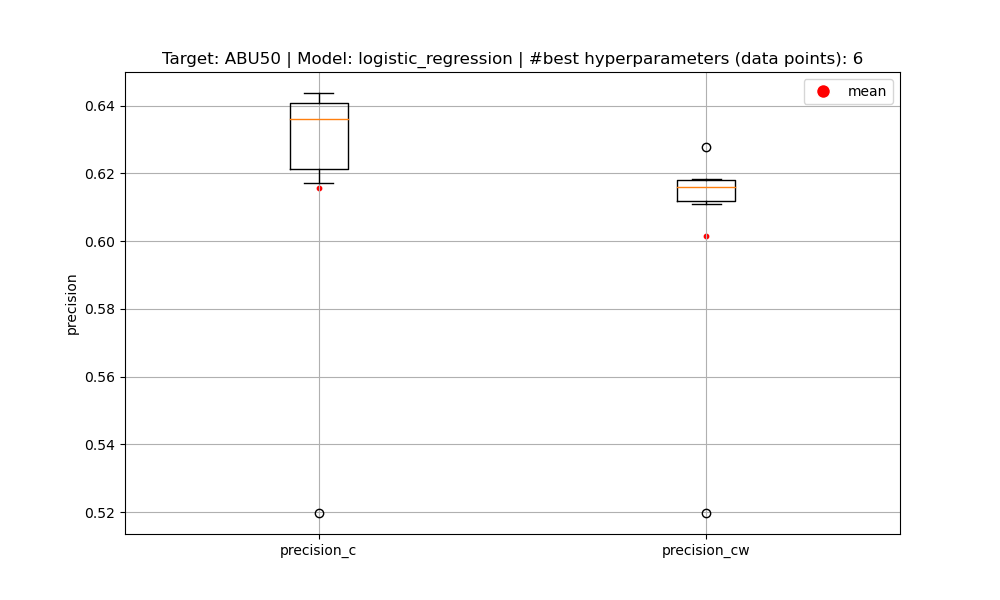 Target: ABU50 | Model: logistic_regression | #best hyperparameters (data points): 6
mean
0.64
0.62
0.60
0.58
0.56
0.54
0.52
precision
precision_c
precision_cw